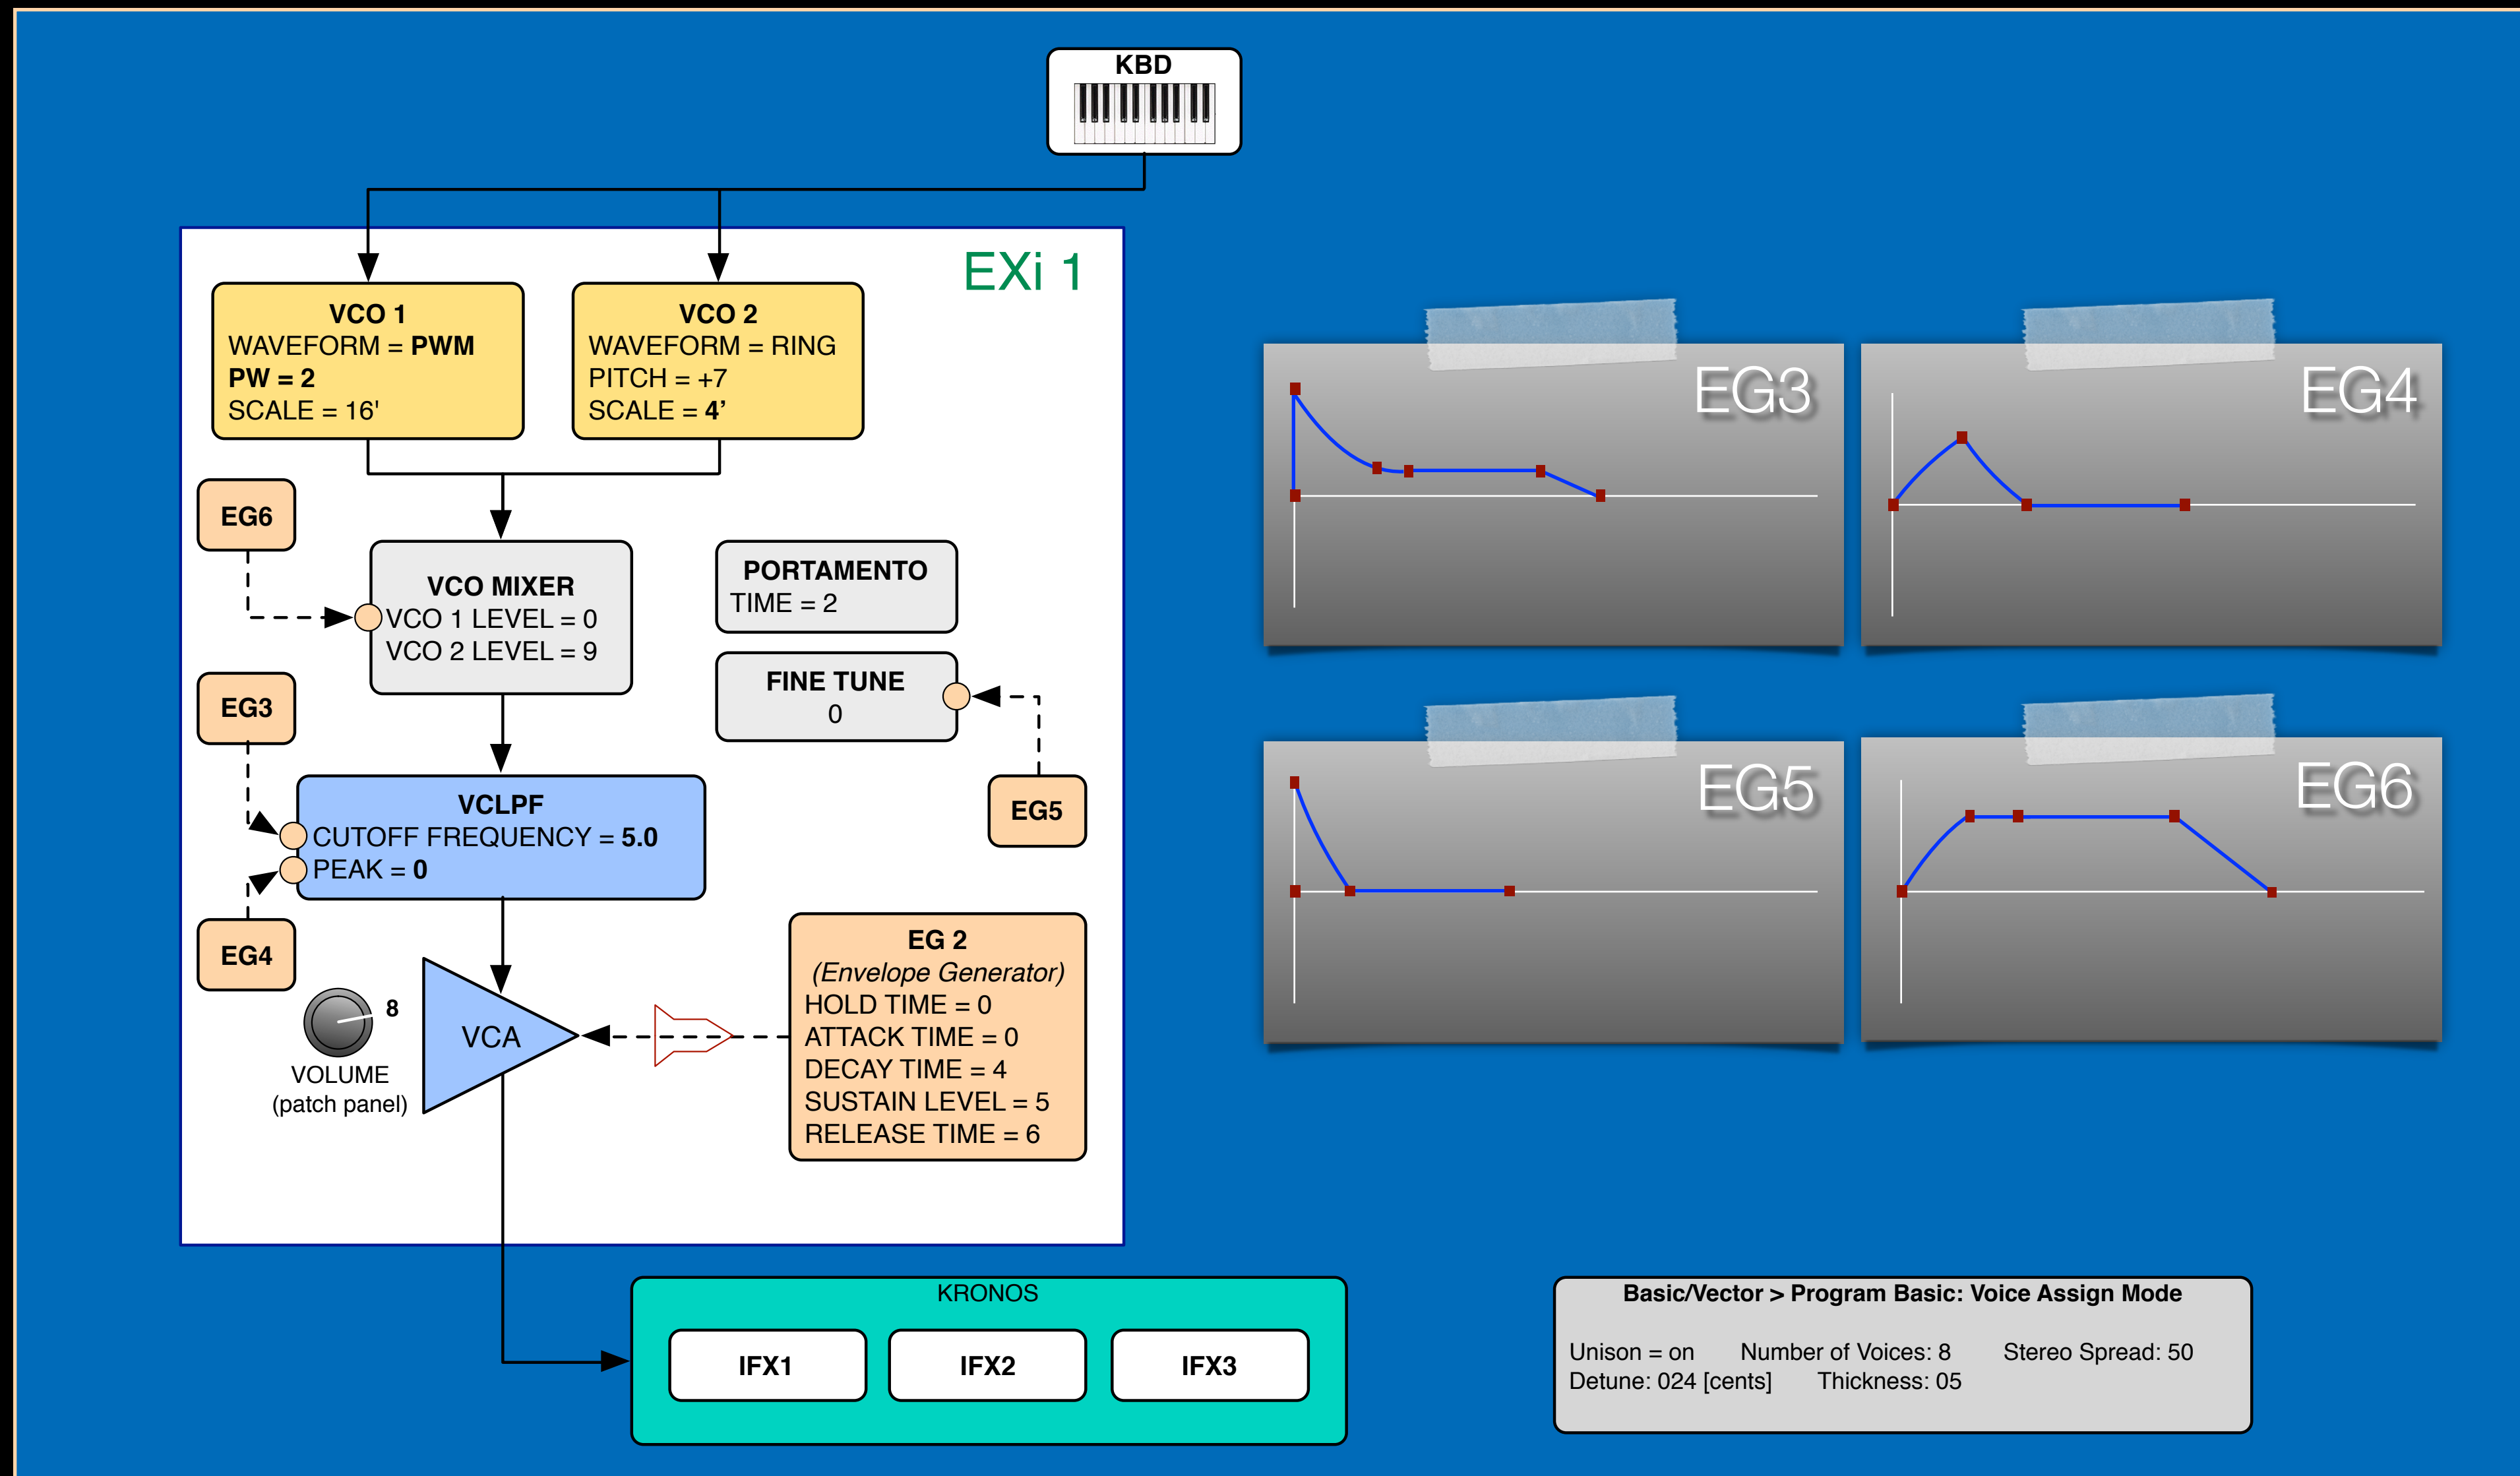 KBD
EXi 1
VCO 1
WAVEFORM = PWM
PW = 2
SCALE = 16'
VCO 2
WAVEFORM = RING
PITCH = +7
SCALE = 4’
EG6
VCO MIXER
VCO 1 LEVEL = 0
VCO 2 LEVEL = 9
PORTAMENTO
TIME = 2
FINE TUNE
0
EG3
EG5
VCLPF
CUTOFF FREQUENCY = 5.0
PEAK = 0
EG4
8
VOLUME
(patch panel)
VCA
EG 2
(Envelope Generator)
HOLD TIME = 0
ATTACK TIME = 0
DECAY TIME = 4
SUSTAIN LEVEL = 5
RELEASE TIME = 6
EG3
EG4
EG5
EG6
KRONOS
IFX1
IFX2
IFX3
Basic/Vector > Program Basic: Voice Assign Mode
Unison = on Number of Voices: 8 Stereo Spread: 50
Detune: 024 [cents] Thickness: 05